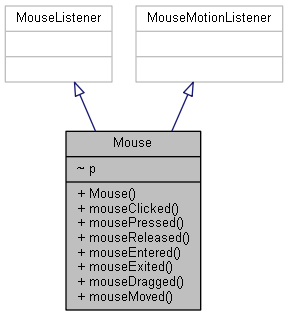 MouseListener
MouseMotionListener
Mouse
~ p
+ Mouse()
+ mouseClicked()
+ mousePressed()
+ mouseReleased()
+ mouseEntered()
+ mouseExited()
+ mouseDragged()
+ mouseMoved()